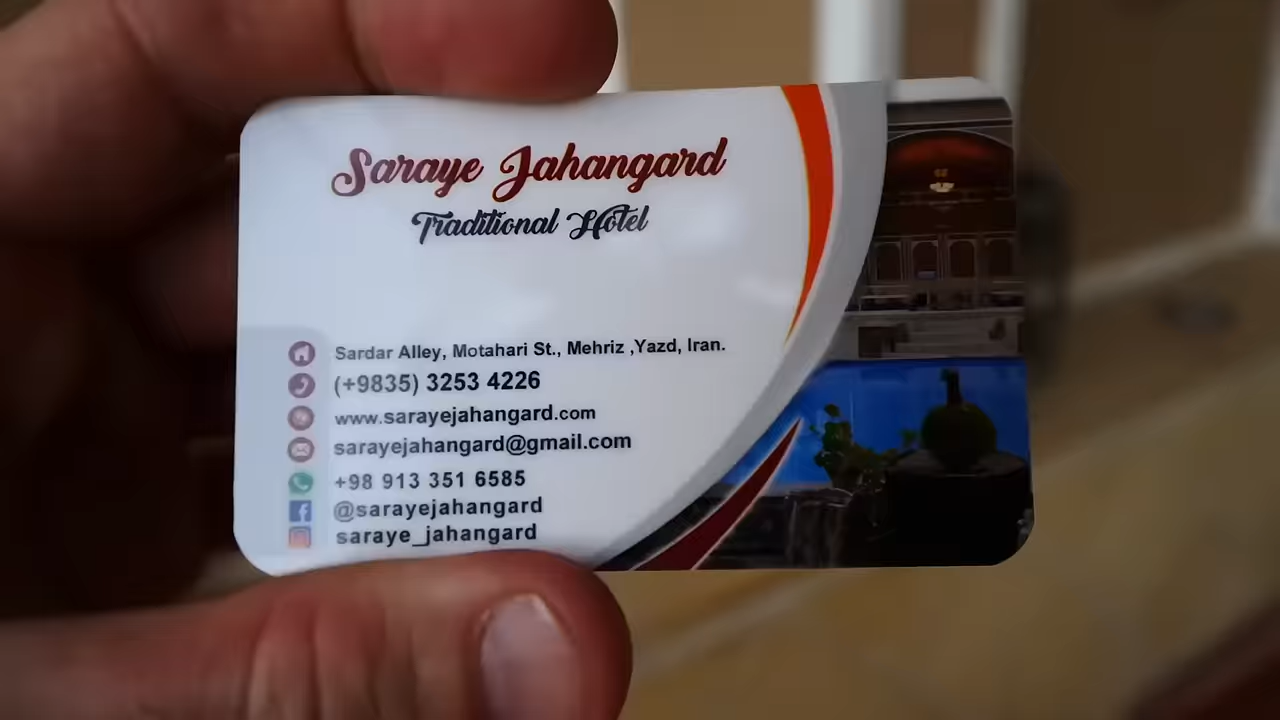 Saraye Jahangard
Traditional Hotel
Sardar Alley, Motahari St., Mehriz ,Yazd, Iran.
(+9835) 3253 4226
www.sarayejahangard.com
sarayejahangard@gmail.com
+98 913 351 6585
@sarayejahangard
saraye_jahangard